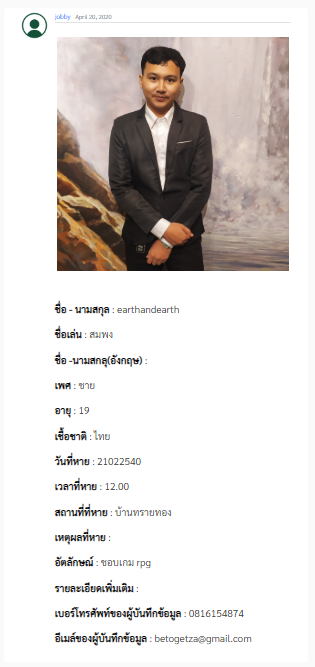 jobby April 20, 2020
ชื่อ - นามสกุล : earthandearth
ชื่อเล่น : สมพง
ชื่อ -นามสกลุ(อังกฤษ) :
เพศ : ชาย
อายุ : 19
เชื้อชาติ : ไทย
วันที่หาย : 21022540
เวลาที่หาย : 12.00
สถานที่ที่หาย : บ้านทรายทอง
เหตุผลที่หาย :
อัตลักษณ์ : ชอบเกม rpg
รายละเอียดเพิ่มเติม :
เบอร์โทรศัพท์ของผู้บันทึกข้อมูล : 0816154874
อีเมล์ของผู้บันทึกข้อมูล : betogetza@gmail.com